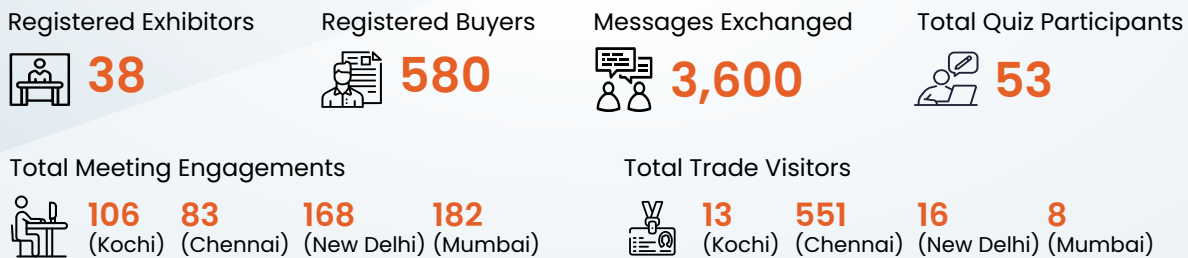 Registered Exhibitors
38
Registered Buyers
580
Messages Exchanged
3,600
Total Quiz Participants
53
Total Meeting Engagements
106 83 168 182
(Kochi) (Chennai) (New Delhi) (Mumbai)
Total Trade Visitors
13 551 16 8
(Kochi) (Chennai) (New Delhi) (Mumbai)